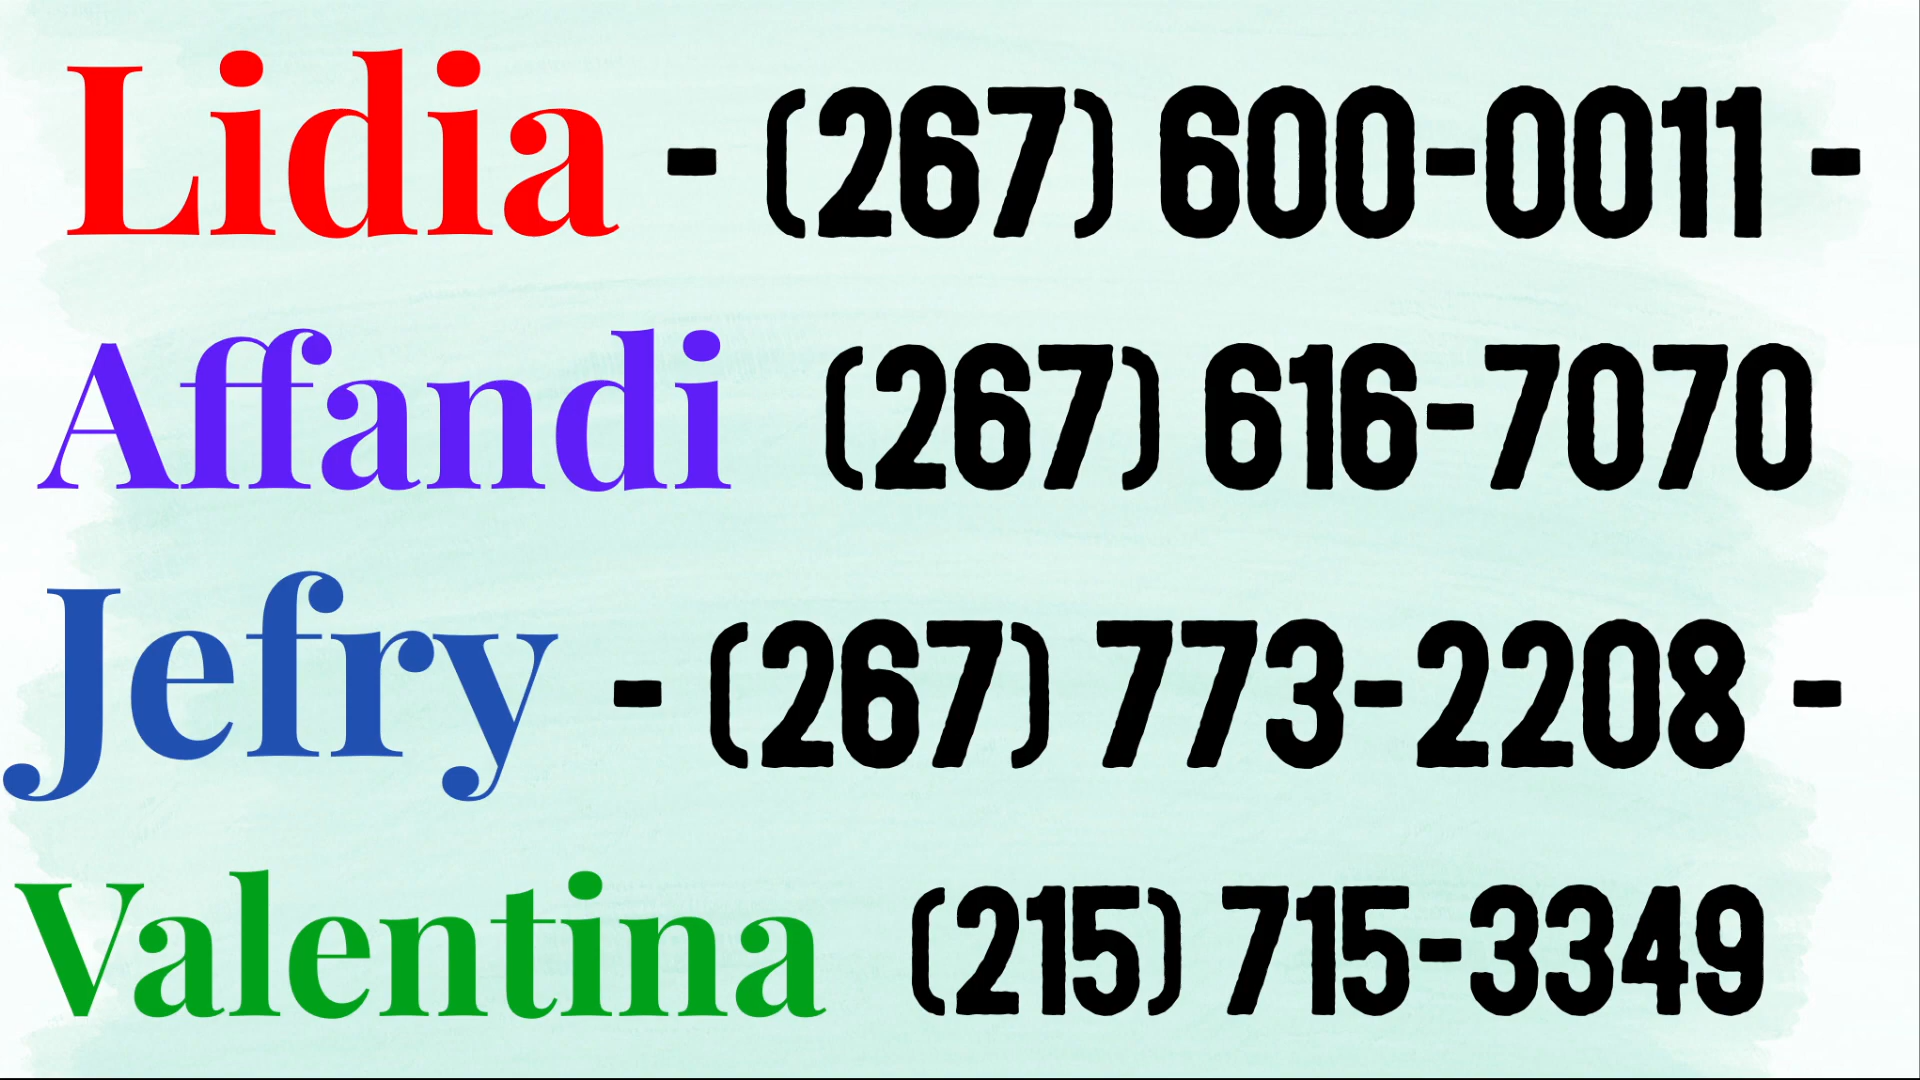 Lidia - (267) 600-0011 -
Affandi (267) 616-7070
Jefry - (267) 773-2208 -
Valentina (215) 715-3349